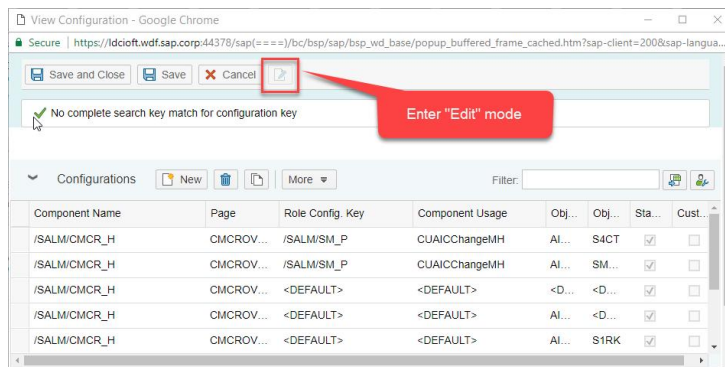 View Configuration - Google Chrome
Secure | https://ldcioft.wdf.sap.corp:44378/sap(====)/bc/bsp/sap/bsp_wd_base/popup_buffered_frame_cached.htm?sap-client=200&sap-langua...
Save and Close Save Cancel
No complete search key match for configuration key
Enter "Edit" mode
Configurations New More Filter:
Component Name Page Role Config. Key Component Usage Obj... Obj... Sta... Cust...
/SALM/CMCR_H CMCROV... /SALM/SM_P CUAICChangeMH AI... S4CT
/SALM/CMCR_H CMCROV... /SALM/SM_P CUAICChangeMH AI... SM...
/SALM/CMCR_H CMCROV... <DEFAULT> <DEFAULT> <D... <D...
/SALM/CMCR_H CMCROV... <DEFAULT> <DEFAULT> AI... <D...
/SALM/CMCR_H CMCROV... <DEFAULT> <DEFAULT> AI... S1RK